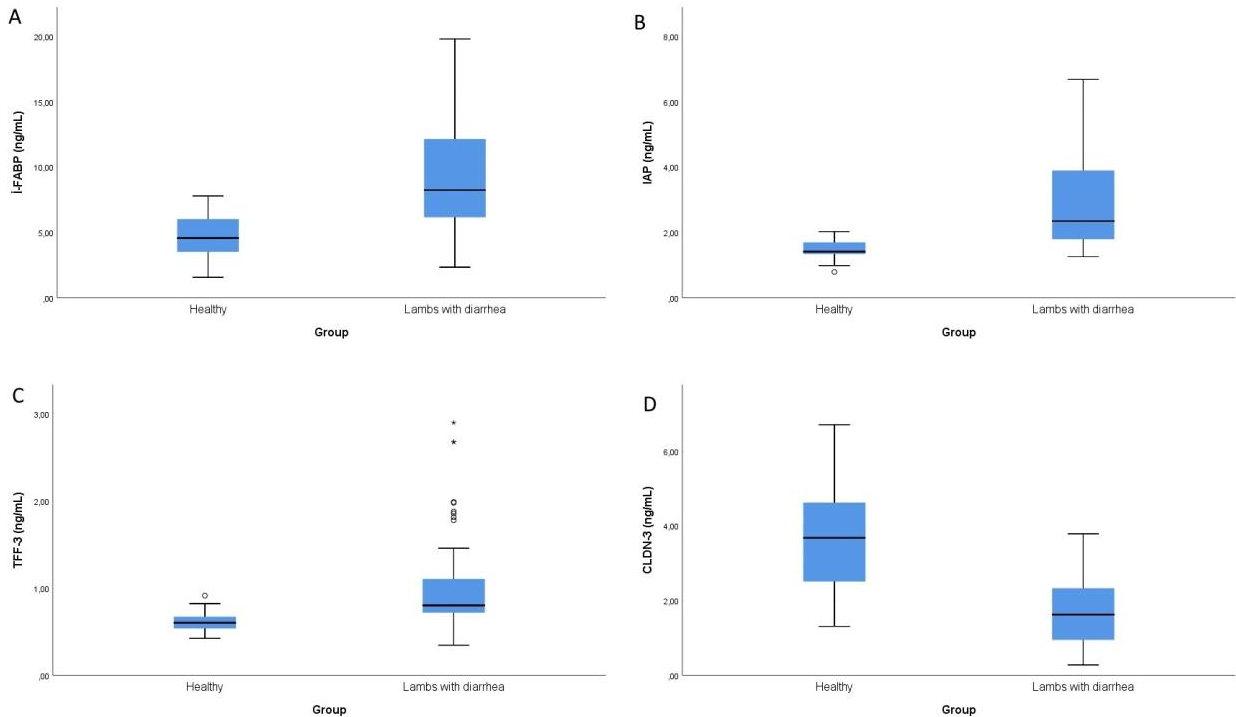 A
20,00
15,00
10,00
5,00
,00
İ-FABP (ng/mL)
Healthy
Lambs with diarrhea
Group
B
8,00
6,00
4,00
2,00
,00
IAP (ng/mL)
Healthy
Lambs with diarrhea
Group
C
3,00
2,00
1,00
,00
TFF-3 (ng/mL)
Healthy
Lambs with diarrhea
Group
D
6,00
4,00
2,00
,00
CLDN-3 (ng/mL)
Healthy
Lambs with diarrhea
Group